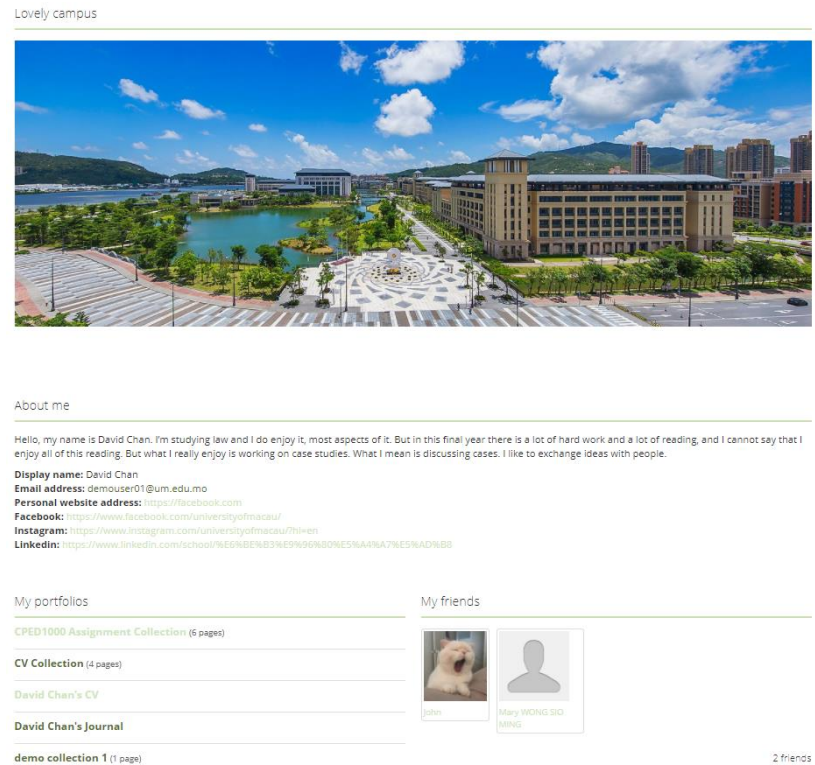 Lovely campus
About me
Hello, my name is David Chan. I'm studying law and I do enjoy it, most aspects of it. But in this final year there is a lot of hard work and a lot of reading, and I cannot say that I
enjoy all of this reading. But what I really enjoy is working on case studies. What I mean is discussing cases. I like to exchange ideas with people.
Display name: David Chan
Email address: demouser01@um.edu.mo
Personal website address: https://facebook.com
Facebook: https://www.facebook.com/universityofmacau/
Instagram: https://www.instagram.com/universityofmacau/?hl=en
Linkedin: https://www.linkedin.com/school/%E6%BE%B3%E9%96%80%E5%A4%A7%E5%AD%B8
My portfolios
CPED1000 Assignment Collection (6 pages)
CV Collection (4 pages)
David Chan's CV
David Chan's Journal
demo collection 1 (1 page)
My friends
John
Mary WONG SIO
MING
2 friends